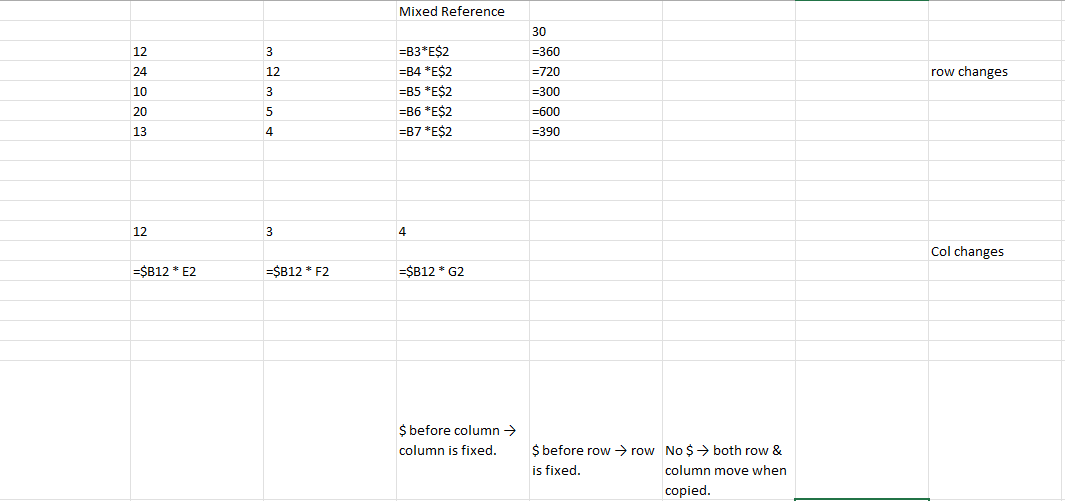 Mixed Reference
30
12 3 =B3*E$2 =360
24 12 =B4 *E$2 =720 row changes
10 3 =B5 *E$2 =300
20 5 =B6 *E$2 =600
13 4 =B7 *E$2 =390
12 3 4
Col changes
=$B12 * E2 =$B12 * F2 =$B12 * G2
$ before column →
column is fixed.
$ before row → row
is fixed.
No $ → both row &
column move when
copied.